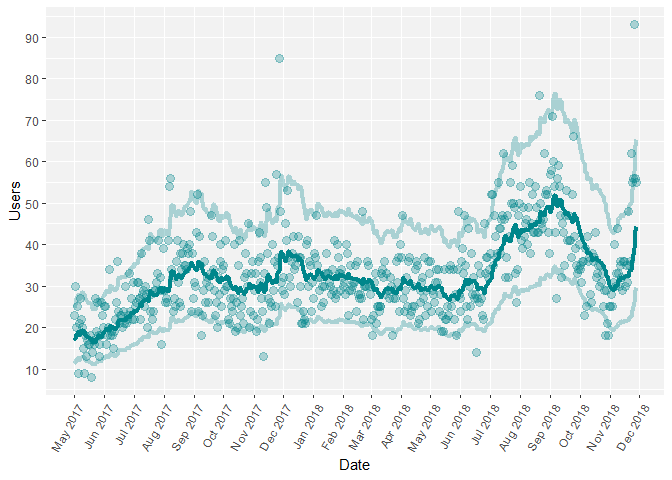 90
80
70
60
50
40
30
20
10
Users
May 2017
Jun 2017
Jul 2017
Aug 2017
Sep 2017
Oct 2017
Nov 2017
Dec 2017
Jan 2018
Feb 2018
Mar 2018
Apr 2018
May 2018
Jun 2018
Jul 2018
Aug 2018
Sep 2018
Oct 2018
Nov 2018
Dec 2018
Date